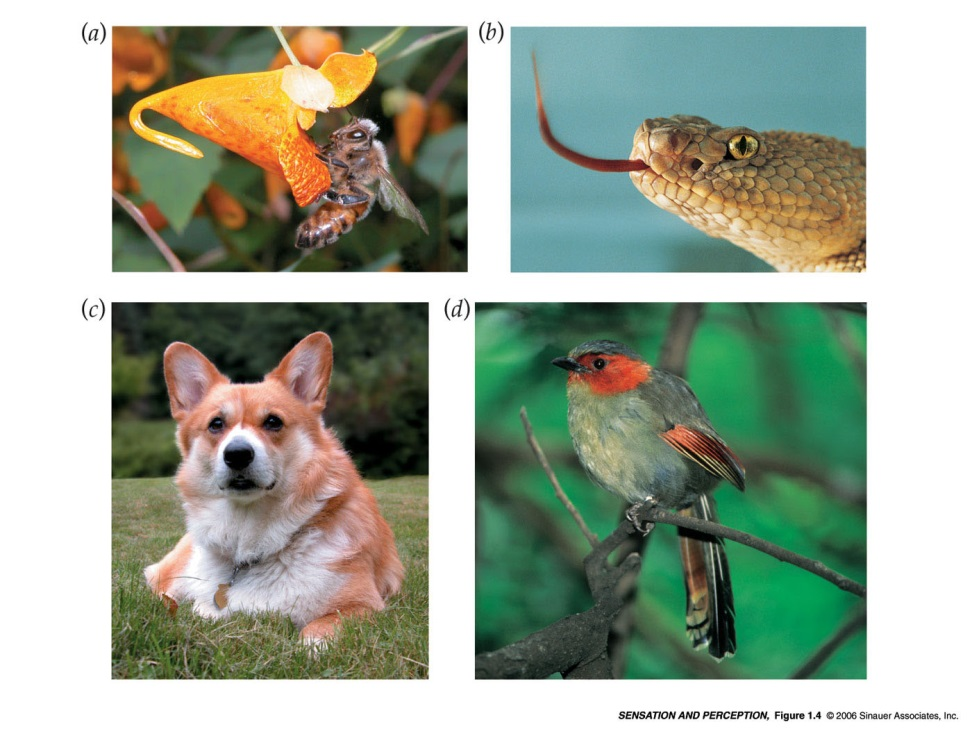 (a)
(b)
(c)
(d)
SENSATION AND PERCEPTION, Figure 1.4 © 2006 Sinauer Associates, Inc.